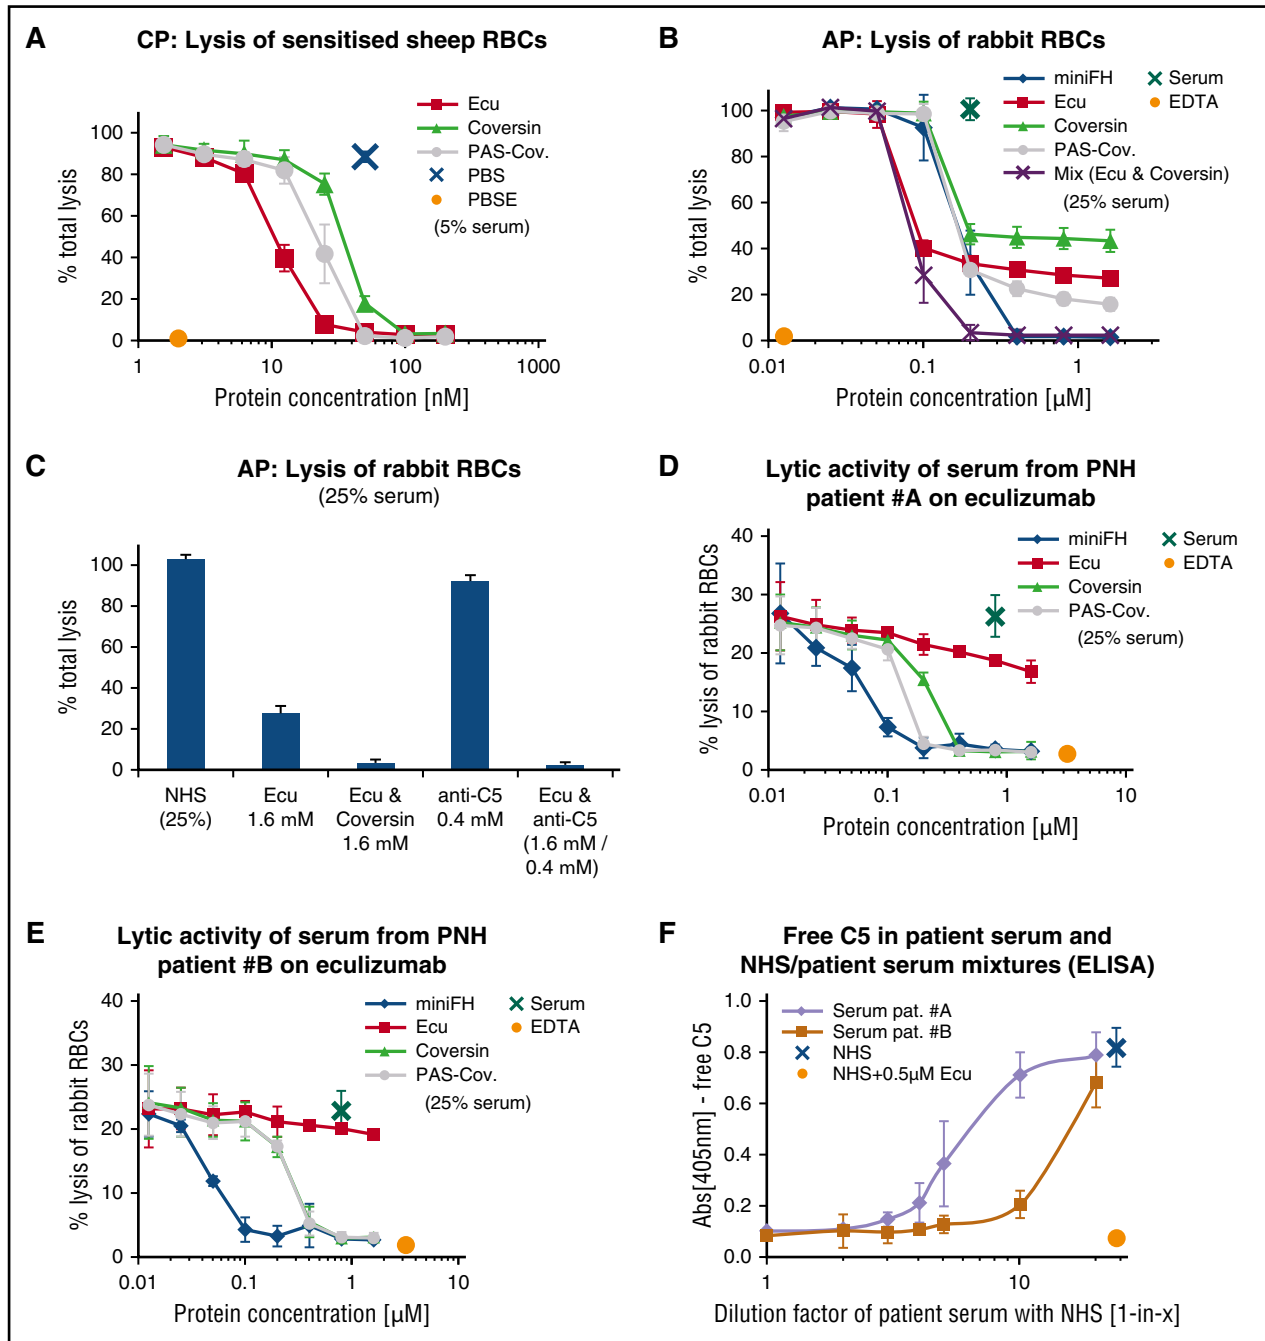 A
CP: Lysis of sensitised sheep RBCs
Ecu
Coversin
PAS-Cov.
PBS
PBSE
(5% serum)
% total lysis
100
80
60
40
20
0
1
10
100
1000
Protein concentration [nM]
B
AP: Lysis of rabbit RBCs
miniFH
Serum
Ecu
EDTA
Coversin
PAS-Cov.
Mix (Ecu & Coversin)
(25% serum)
% total lysis
100
80
60
40
20
0
0.01
0.1
1
Protein concentration [µM]
C
AP: Lysis of rabbit RBCs
(25% serum)
% total lysis
100
80
60
40
20
0
NHS
(25%)
Ecu
1.6 mM
Ecu &
Coversin
1.6 mM
anti-C5
0.4 mM
Ecu &
anti-C5
(1.6 mM /
0.4 mM)
D
Lytic activity of serum from PNH
patient #A on eculizumab
miniFH
Serum
Ecu
EDTA
Coversin
PAS-Cov.
(25% serum)
% lysis of rabbit RBCs
40
30
20
10
0
0.01
0.1
1
10
Protein concentration [µM]
E
Lytic activity of serum from PNH
patient #B on eculizumab
miniFH
Serum
Ecu
EDTA
Coversin
PAS-Cov.
(25% serum)
% lysis of rabbit RBCs
40
30
20
10
0
0.01
0.1
1
10
Protein concentration [µM]
F
Free C5 in patient serum and
NHS/patient serum mixtures (ELISA)
Serum pat. #A
Serum pat. #B
NHS
NHS+0.5µM Ecu
Abs[405nm] - free C5
1.0
0.8
0.6
0.4
0.2
0.0
1
10
Dilution factor of patient serum with NHS [1-in-x]